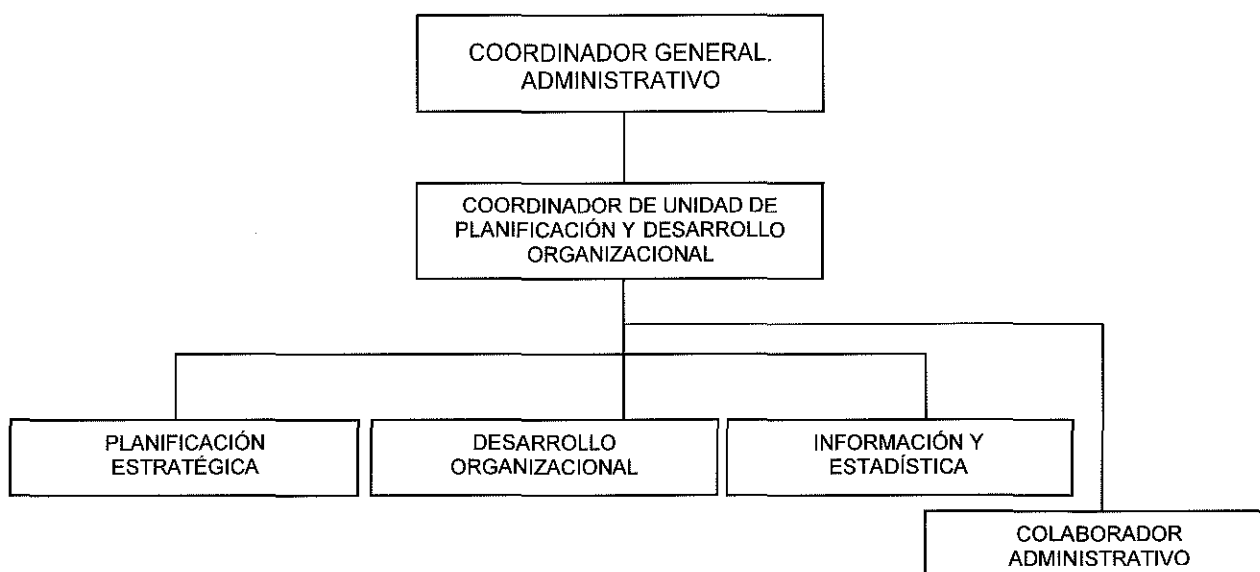 COORDINADOR GENERAL.
ADMINISTRATIVO
COORDINADOR DE UNIDAD DE
PLANIFICACIÓN Y DESARROLLO
ORGANIZACIONAL
PLANIFICACIÓN
ESTRATÉGICA
DESARROLLO
ORGANIZACIONAL
INFORMACIÓN Y
ESTADÍSTICA
COLABORADOR
ADMINISTRATIVO